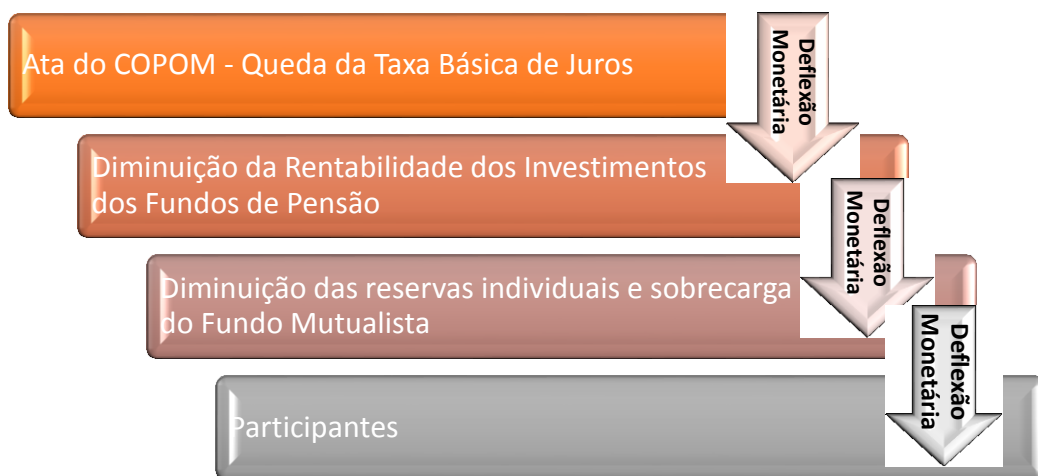 Ata do COPOM - Queda da Taxa Básica de Juros
Deflexão
Monetária
Diminuição da Rentabilidade dos Investimentos
dos Fundos de Pensão
Deflexão
Monetária
Diminuição das reservas individuais e sobrecarga
do Fundo Mutualista
Deflexão
Monetária
Participantes